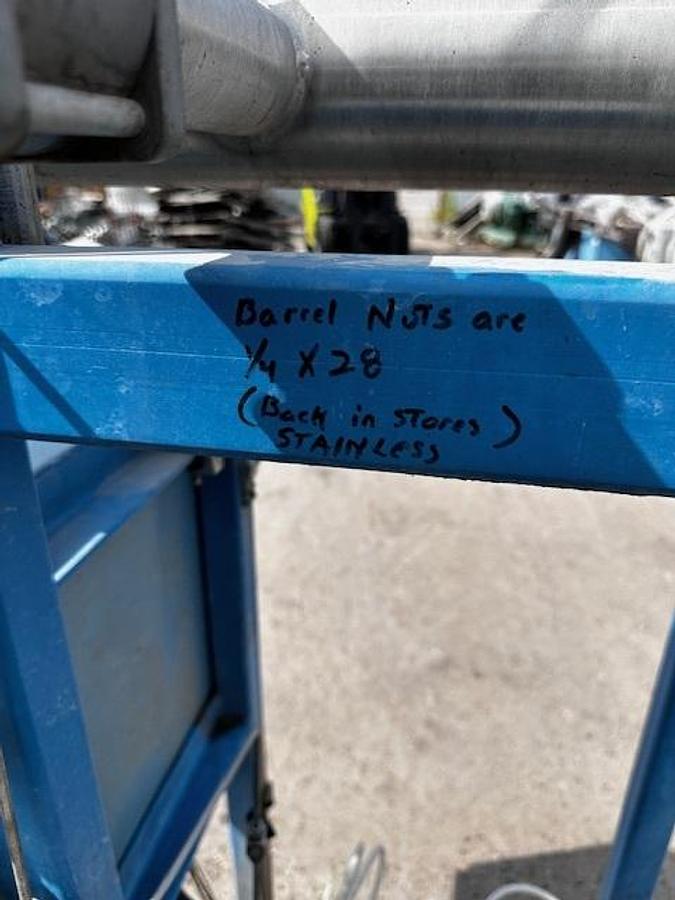 Barrel Nuts are
1/4 X 28
(Back in stores)
STAINLESS